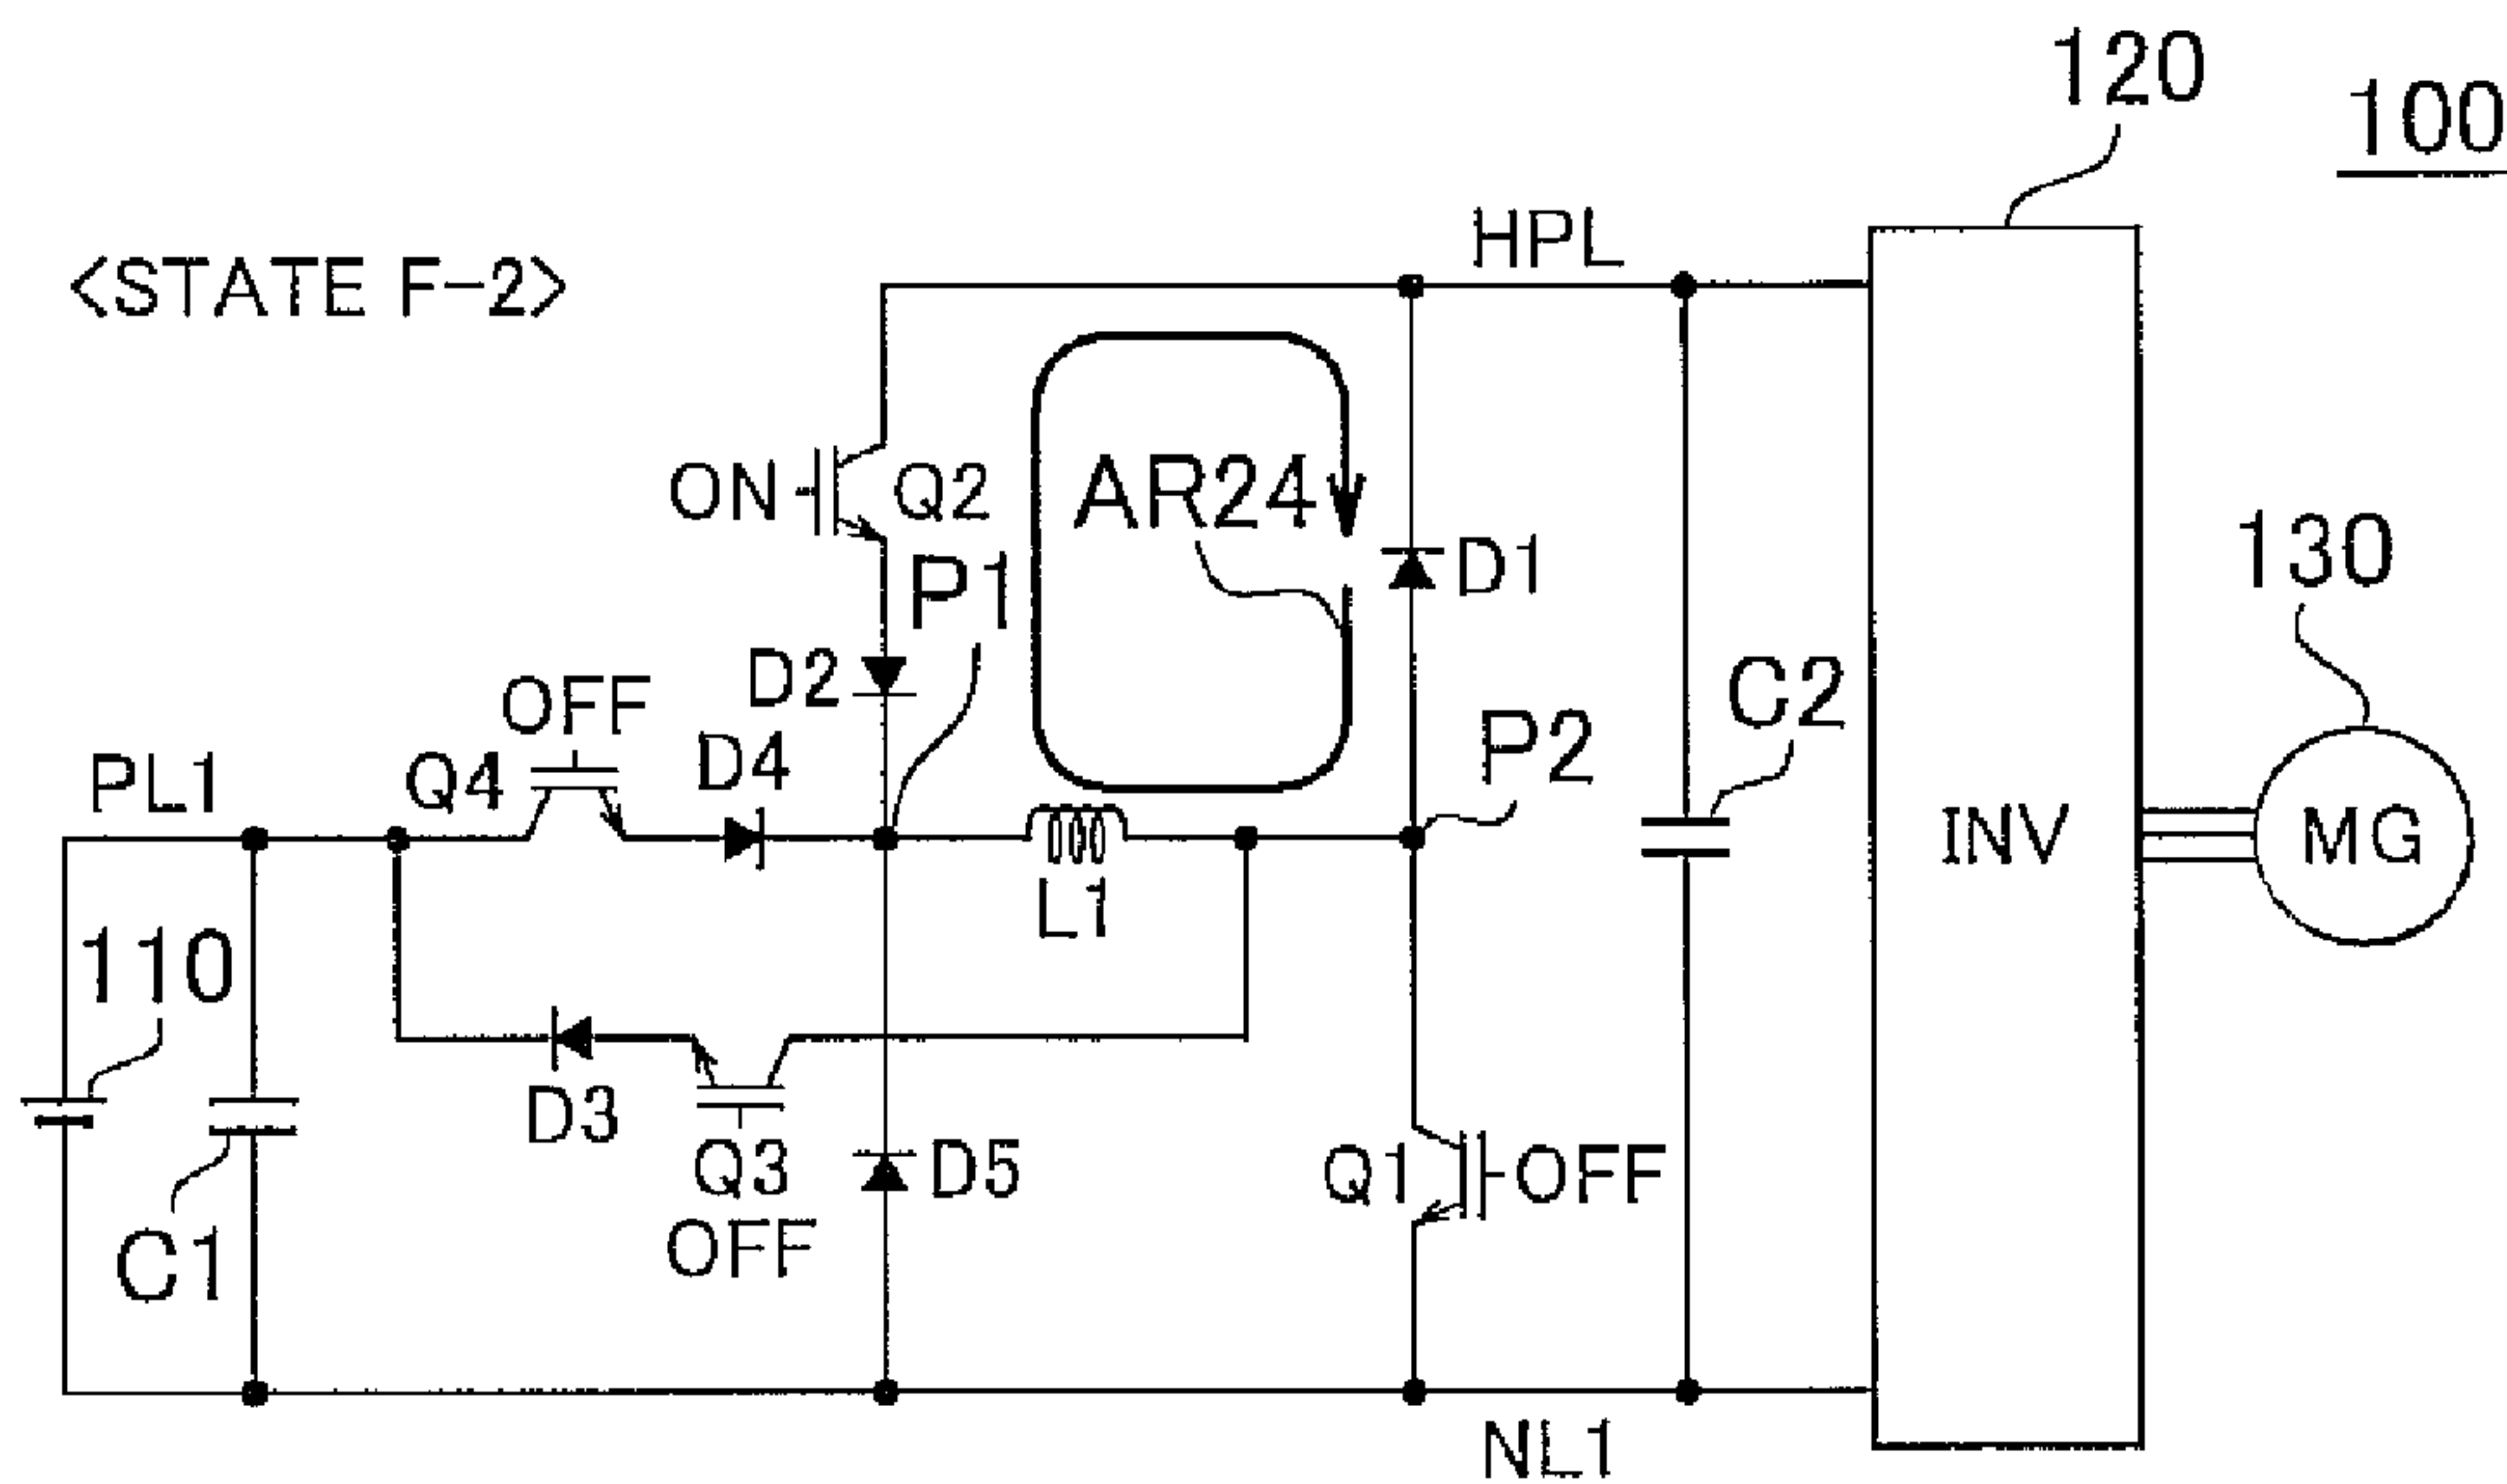 120
100
HPL
<STATE F-2>
ON
Q2
AR24
D1
P1
130
D2
OFF
C2
D4
P2
PL1
Q4
INV
MG
L1
110
D3
Q3
OFF
D5
Q1
OFF
C1
NL1